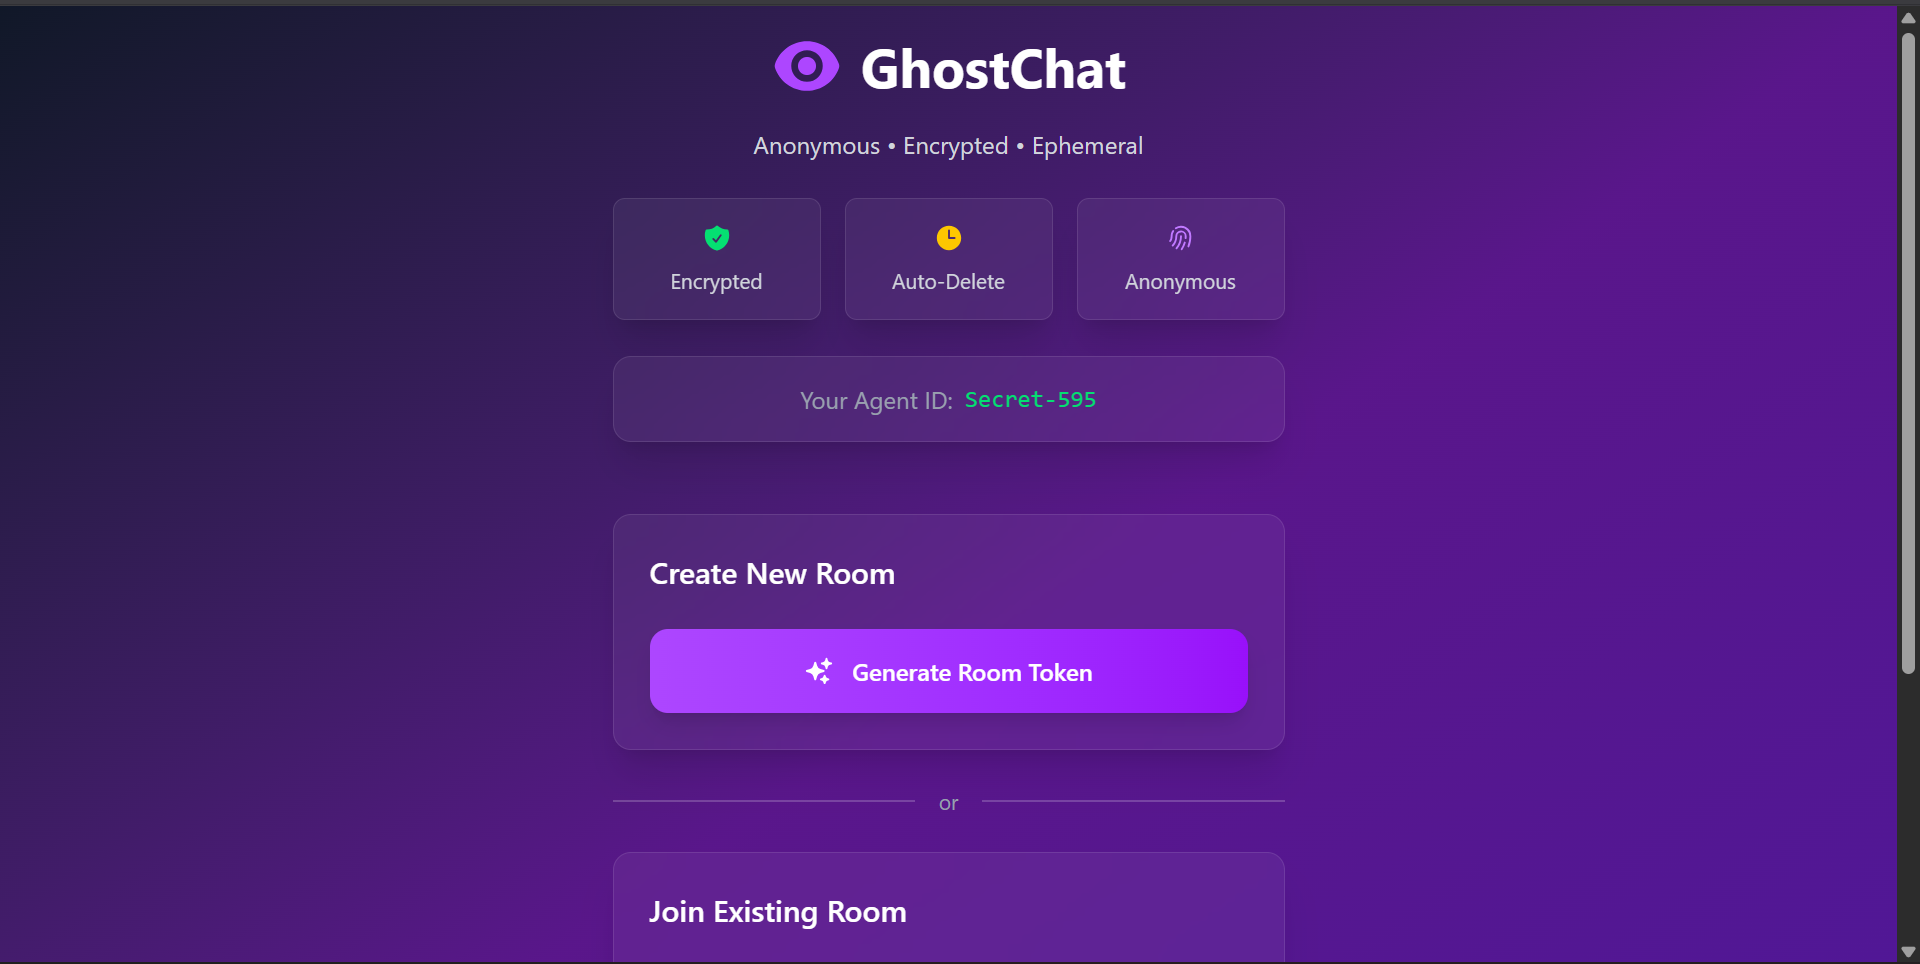 GhostChat
Anonymous • Encrypted • Ephemeral
Encrypted
Auto-Delete
Anonymous
Your Agent ID: Secret-595
Create New Room
Generate Room Token
or
Join Existing Room